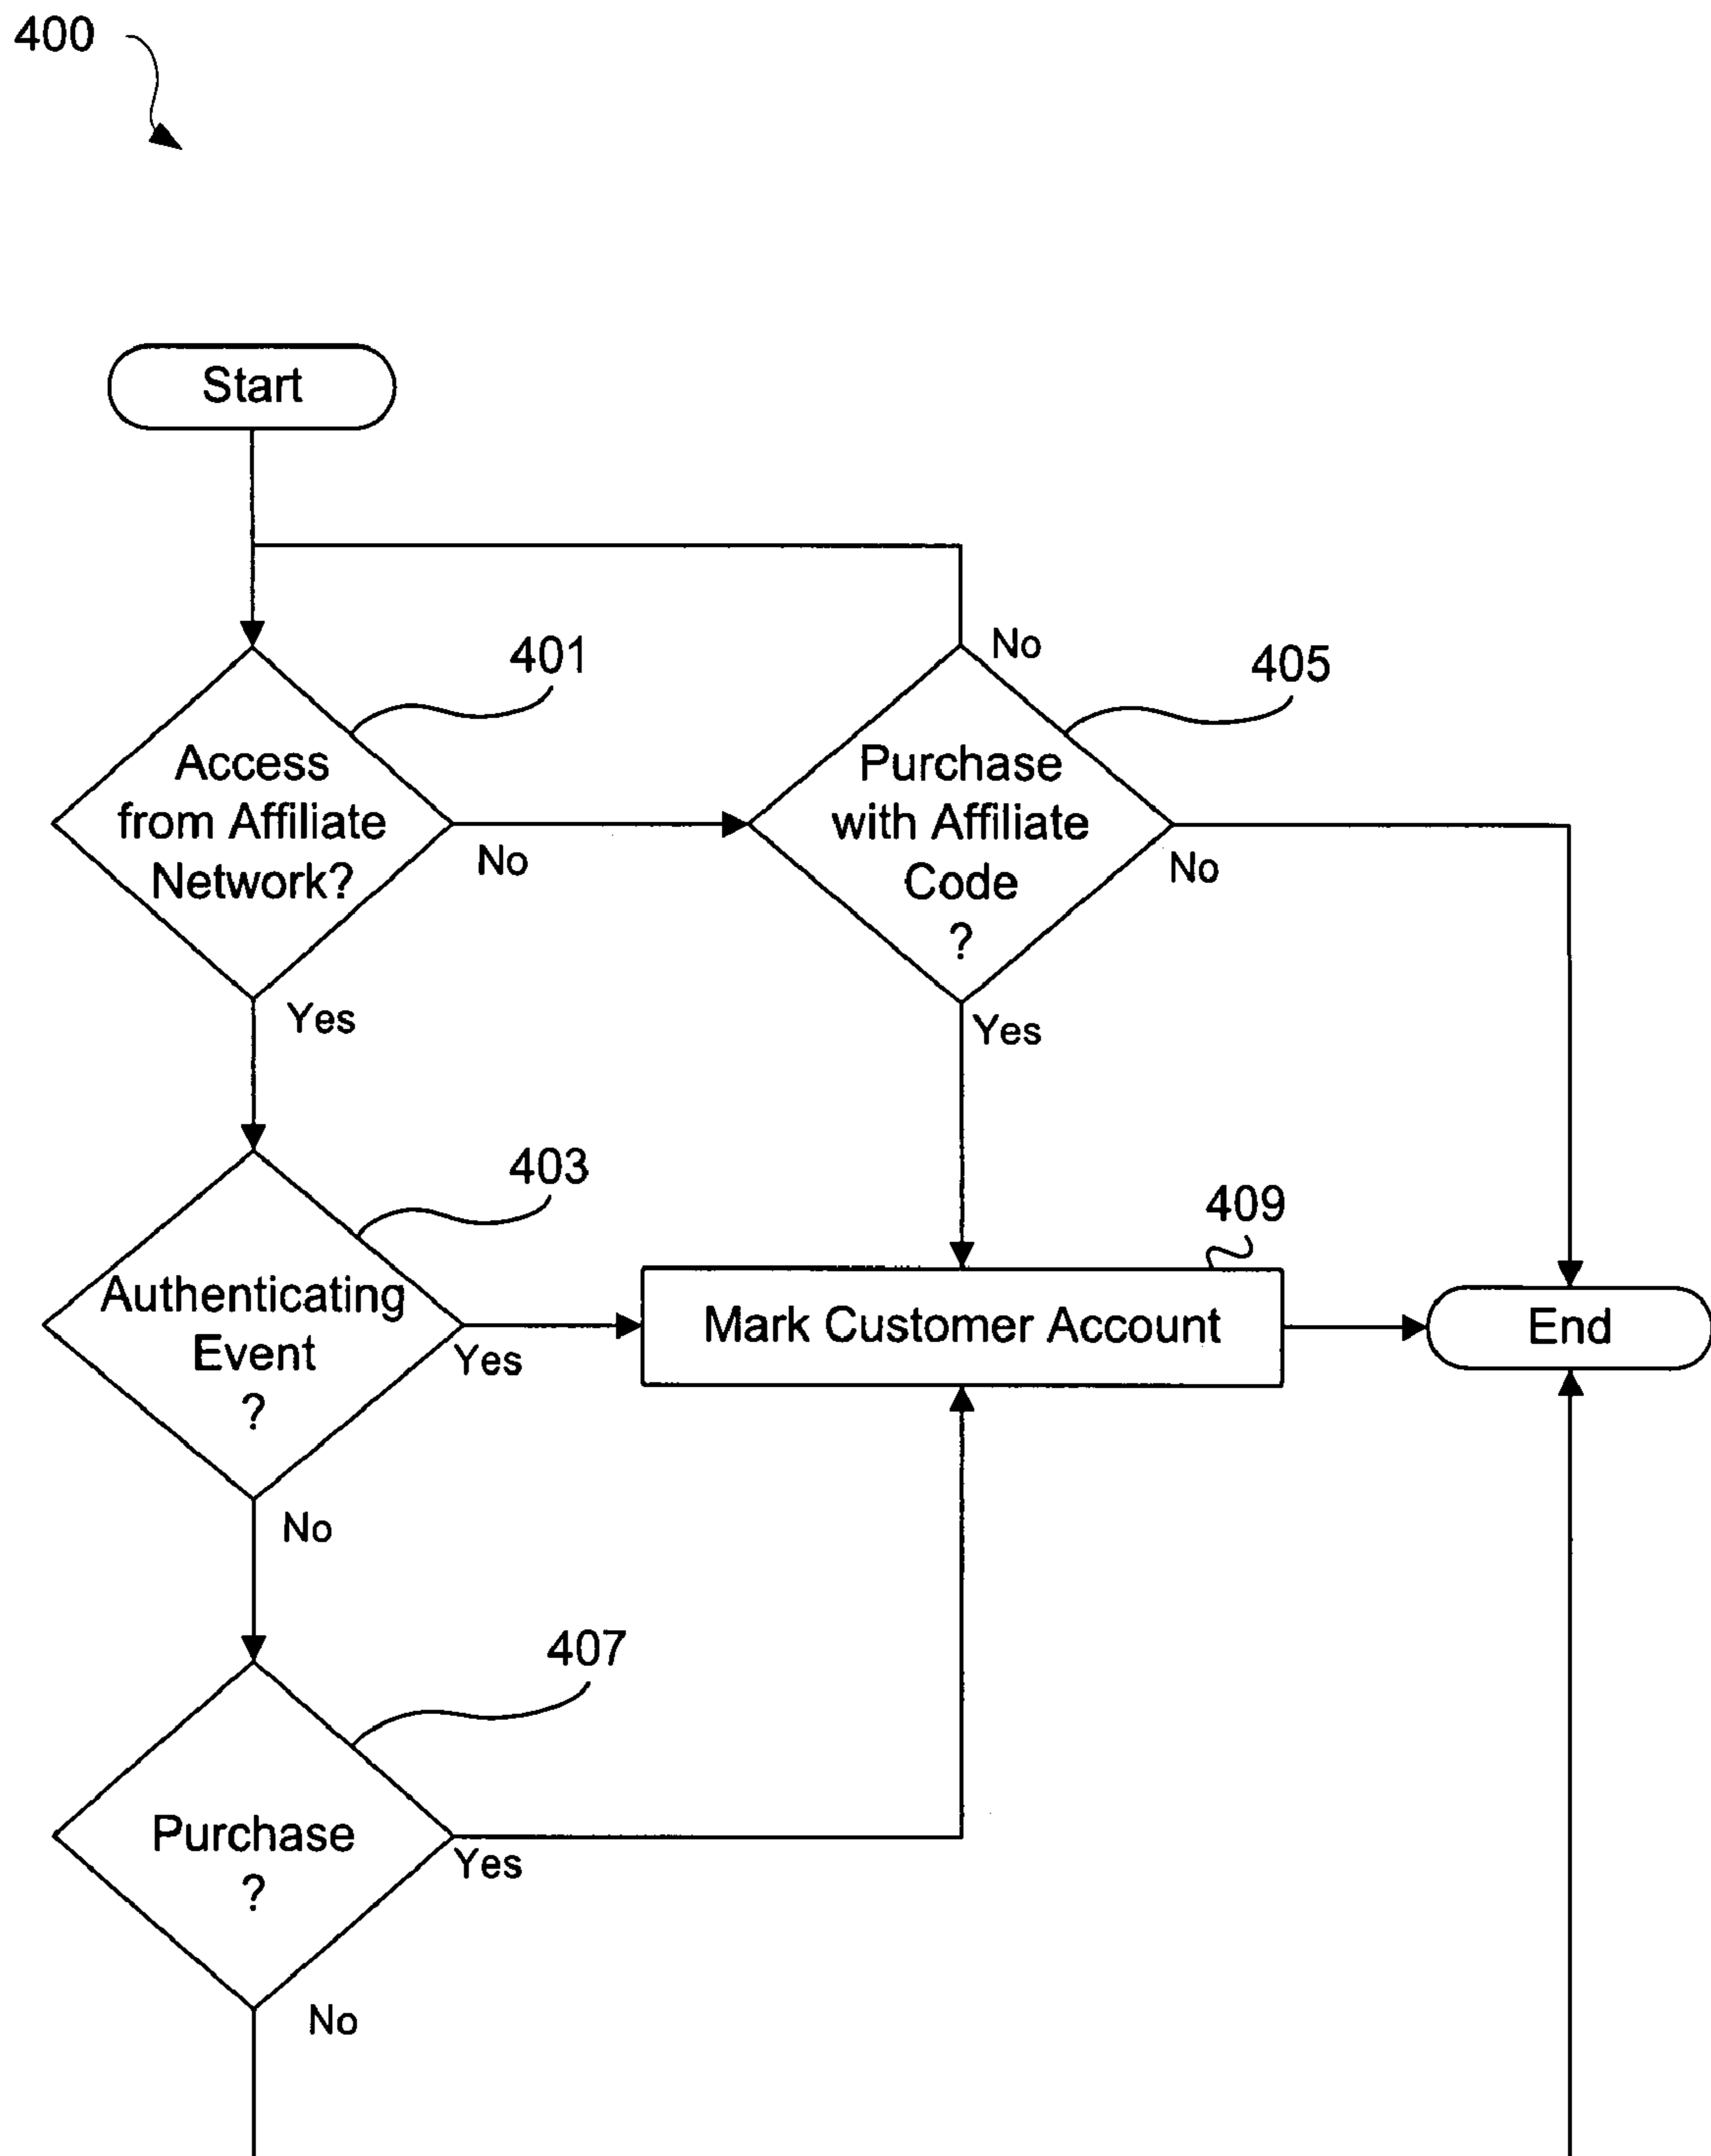 400
Start
401
Access
from Affiliate
Network?
No
Yes
No
405
Purchase
with Affiliate
Code
?
No
Yes
403
Authenticating
Event
?
Yes
No
409
Mark Customer Account
End
407
Purchase
?
Yes
No